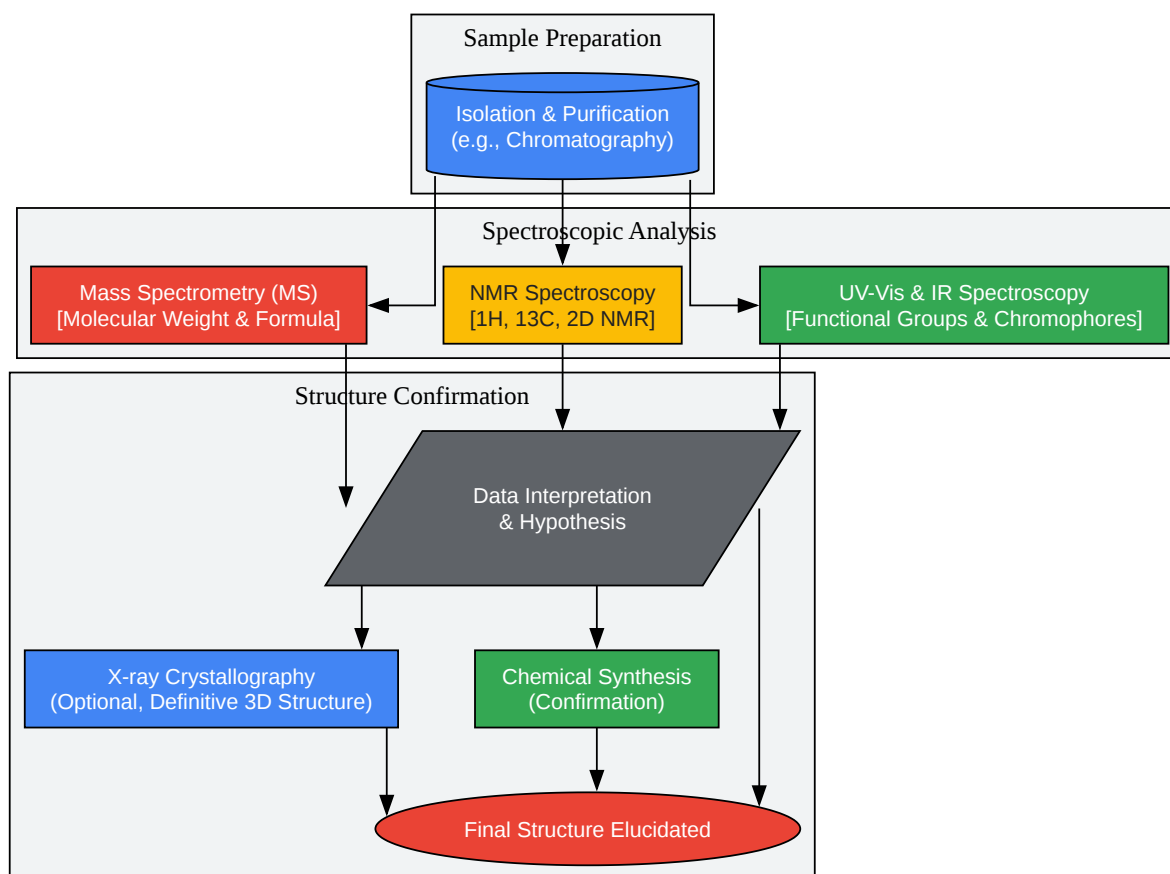 Sample Preparation
Isolation & Purification
(e.g., Chromatography)
Spectroscopic Analysis
Mass Spectrometry (MS)
[Molecular Weight & Formula]
NMR Spectroscopy
[1H, 13C, 2D NMR]
UV-Vis & IR Spectroscopy
[Functional Groups & Chromophores]
Structure Confirmation
Data Interpretation
& Hypothesis
X-ray Crystallography
(Optional, Definitive 3D Structure)
Chemical Synthesis
(Confirmation)
Final Structure Elucidated